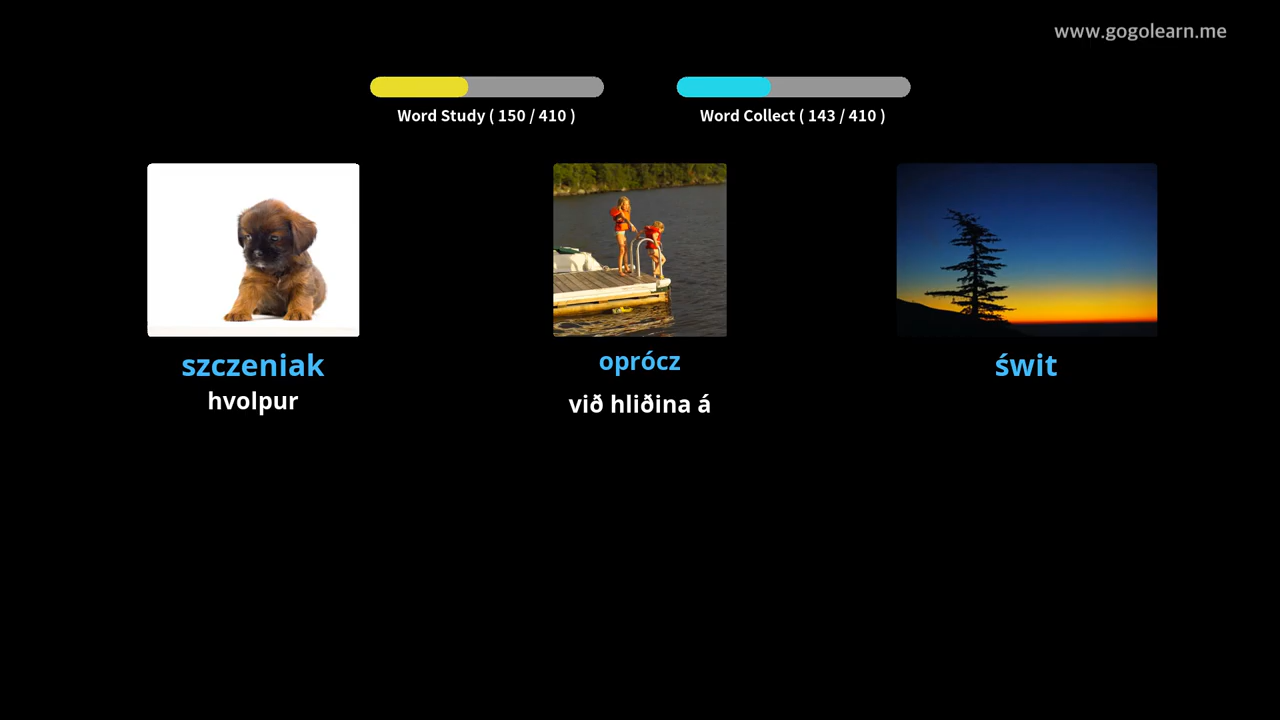 www.gogolearn.me
Word Study ( 150 / 410 )
Word Collect ( 143 / 410 )
szczeniak
hvolpur
oprócz
við hliðina á
świt